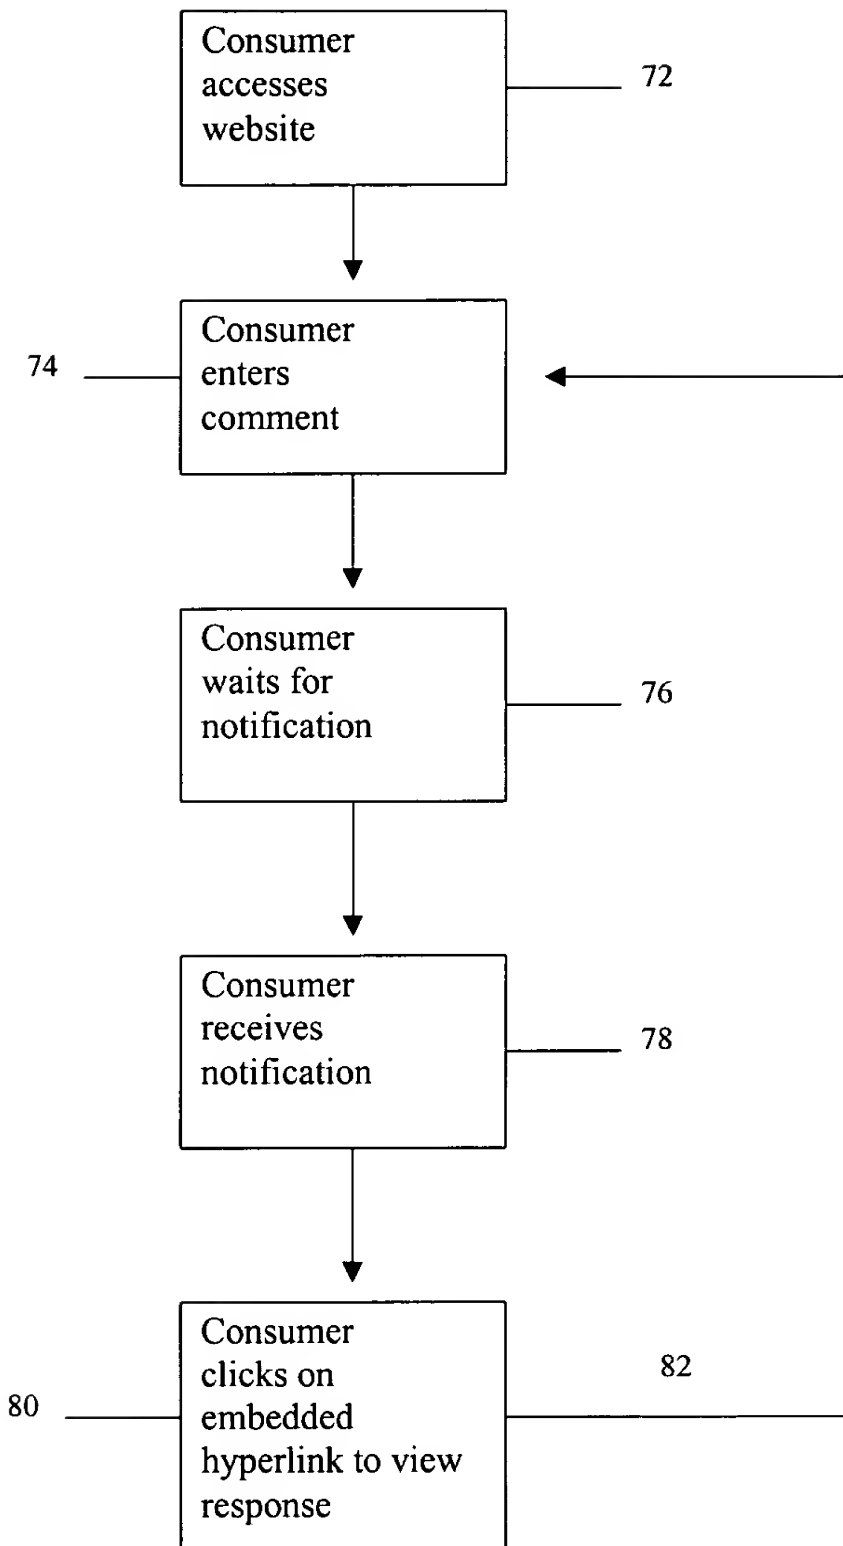 Consumer
accesses
website
72
Consumer
enters
comment
74
Consumer
waits for
notification
76
Consumer
receives
notification
78
Consumer
clicks on
embedded
hyperlink to view
response
80
82